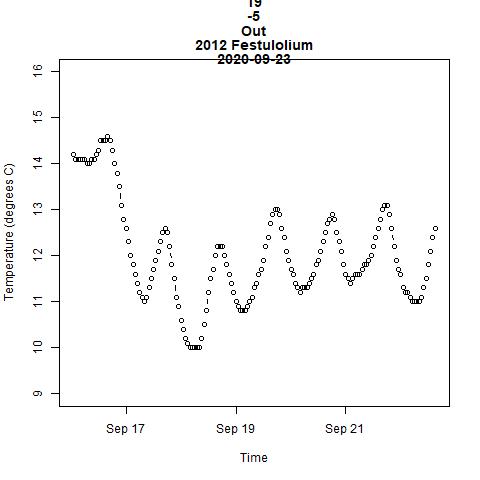 19
-5
Out
2012 Festulolium
2020-09-23
16
15
14
13
12
11
10
9
Temperature (degrees C)
Sep 17 Sep 19 Sep 21
Time